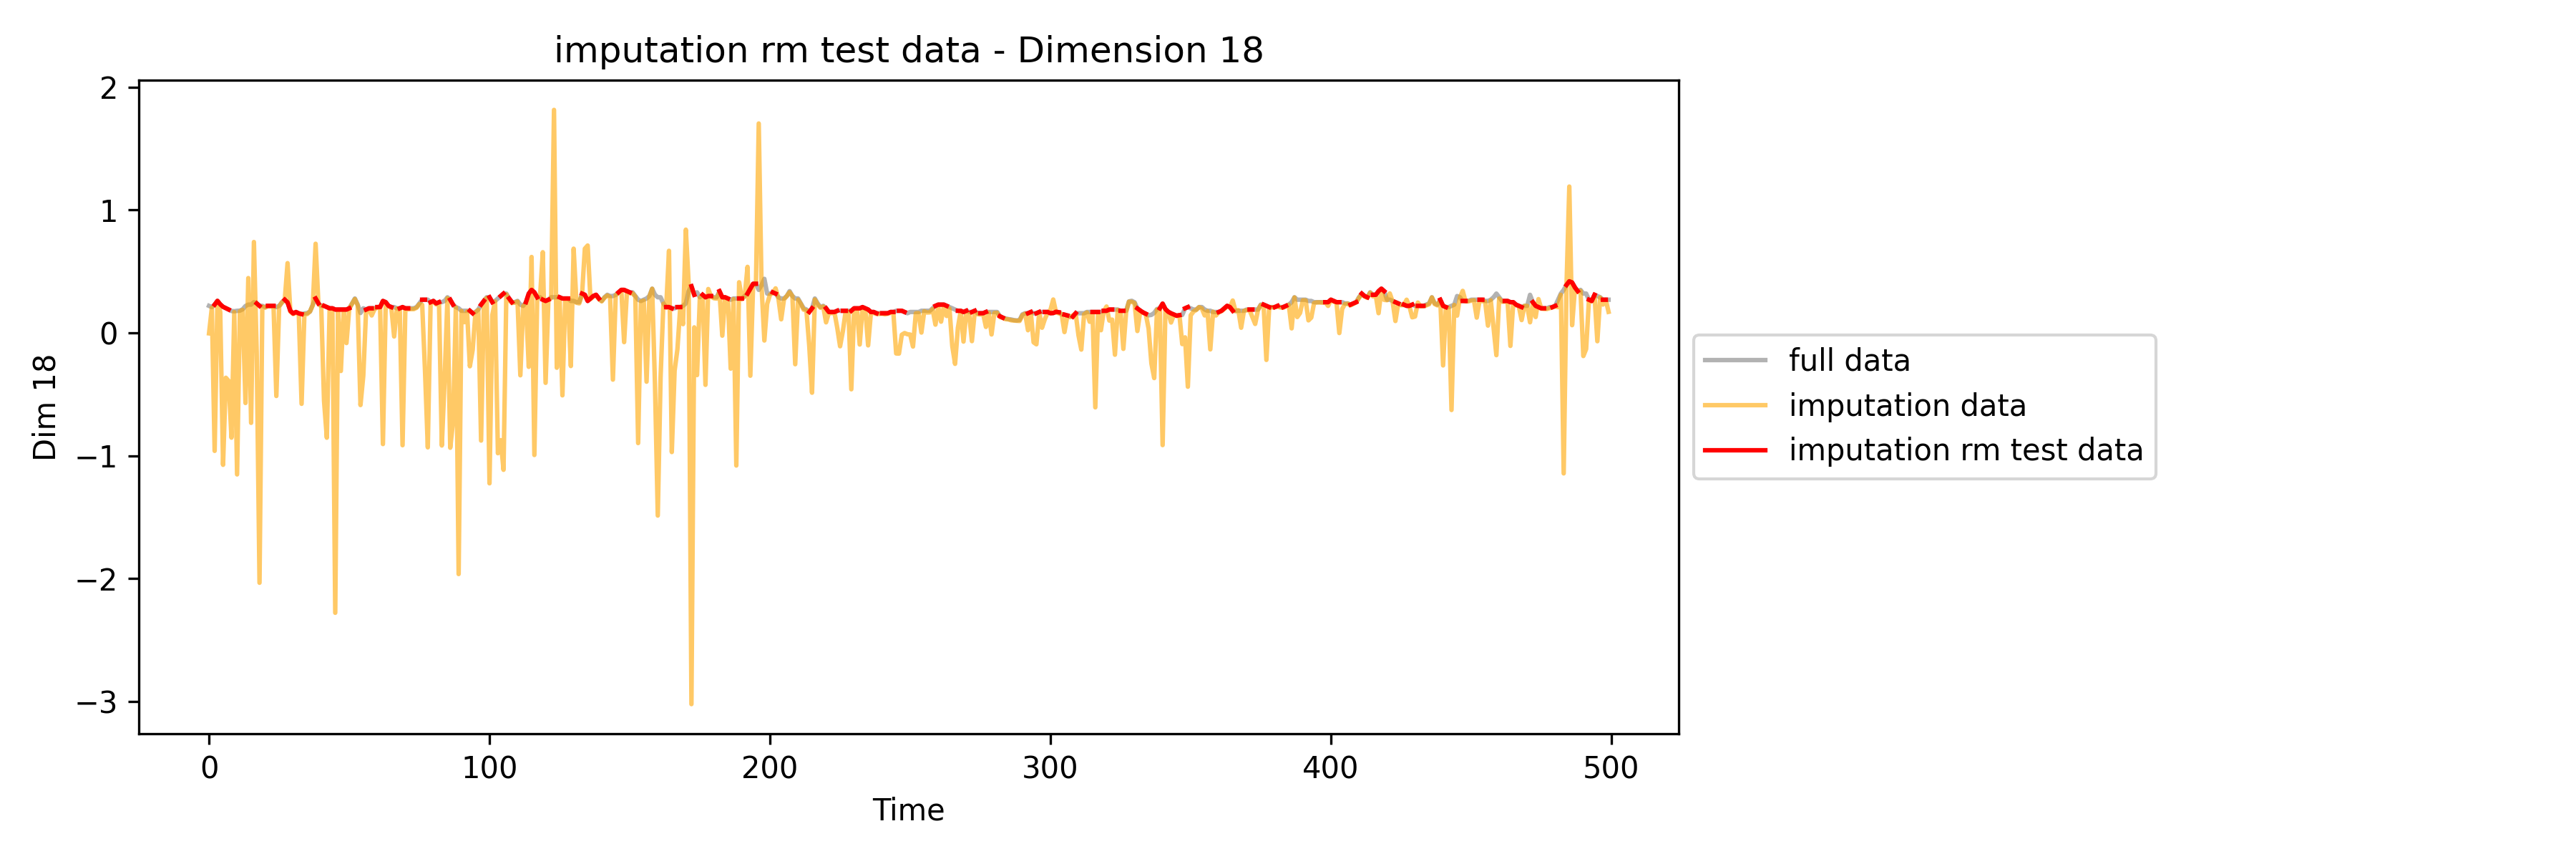 imputation rm test data - Dimension 18
2
1
0
−1
−2
−3
Dim 18
0 100 200 300 400 500
Time
full data
imputation data
imputation rm test data